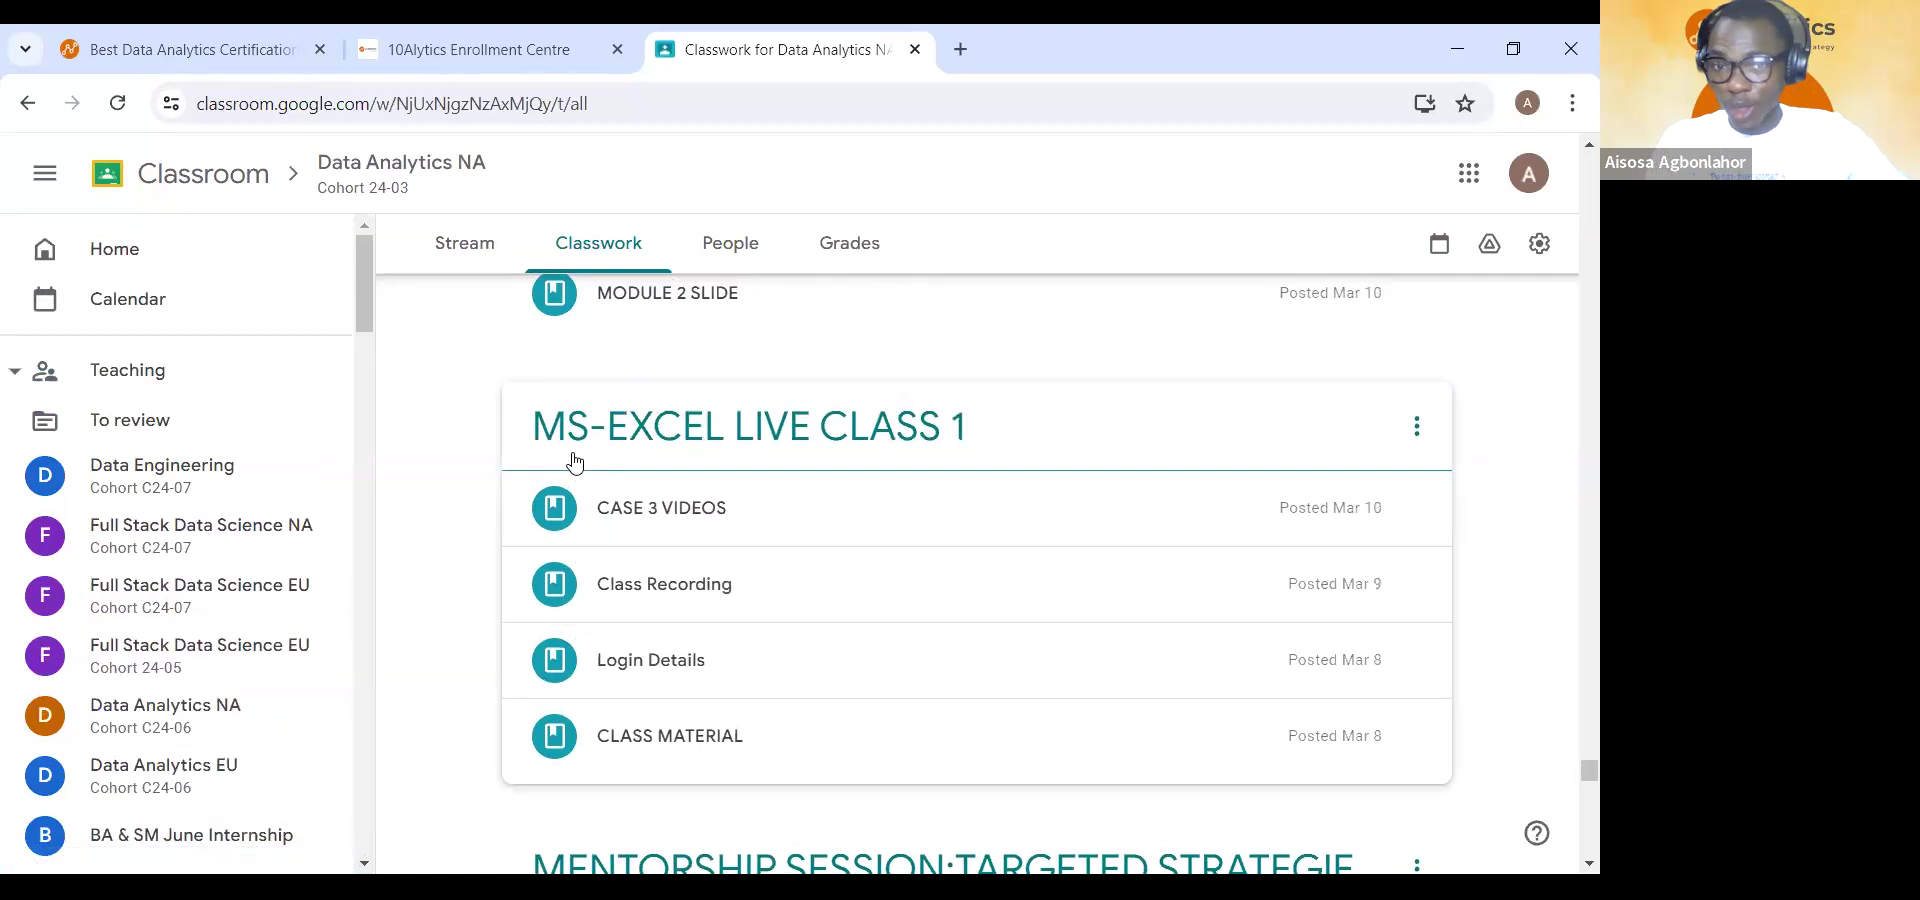 Best Data Analytics Certification
10Alytics Enrollment Centre
Classwork for Data Analytics NA
classroom.google.com/w/NjUxNjgzNzAxMjQy/t/all
A
Classroom
Data Analytics NA
Cohort 24-03
A
Home
Calendar
Teaching
To review
D
Data Engineering
Cohort C24-07
F
Full Stack Data Science NA
Cohort C24-07
F
Full Stack Data Science EU
Cohort C24-07
F
Full Stack Data Science EU
Cohort 24-05
D
Data Analytics NA
Cohort C24-06
D
Data Analytics EU
Cohort C24-06
B
BA & SM June Internship
Stream
Classwork
People
Grades
MODULE 2 SLIDE
Posted Mar 10
MS-EXCEL LIVE CLASS 1
CASE 3 VIDEOS
Posted Mar 10
Class Recording
Posted Mar 9
Login Details
Posted Mar 8
CLASS MATERIAL
Posted Mar 8
MENTORSHIP SESSION:TARGETED STRATEGIE
Aisosa Agbonlahor